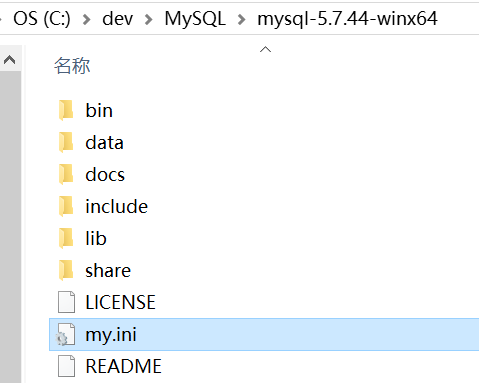 OS (C:) › dev › MySQL › mysql-5.7.44-winx64
名称
bin
data
docs
include
lib
share
LICENSE
my.ini
README